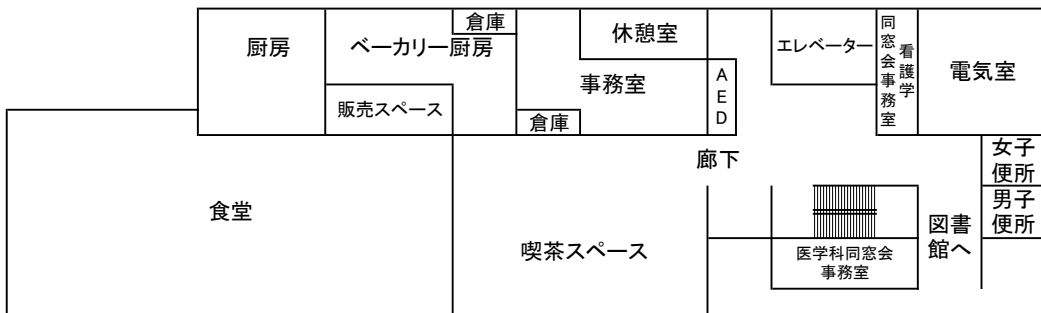 厨房
ベーカリー厨房
倉庫
休憩室
エレベーター
同窓会事務室
看護学
電気室
販売スペース
倉庫
事務室
AED
廊下
女子
便所
男子
便所
食堂
喫茶スペース
医学科同窓会
事務室
図書
館へ